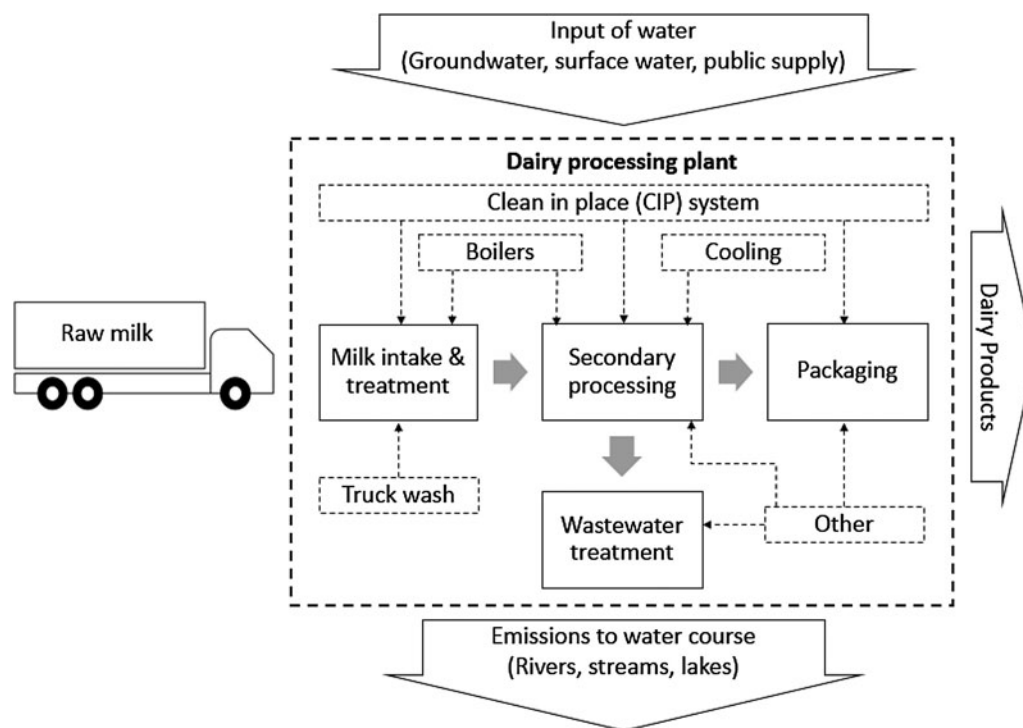 Input of water
(Groundwater, surface water, public supply)
Dairy processing plant
Clean in place (CIP) system
Boilers
Cooling
Raw milk
Milk intake &
treatment
Secondary
processing
Packaging
Dairy Products
Truck wash
Wastewater
treatment
Other
Emissions to water course
(Rivers, streams, lakes)